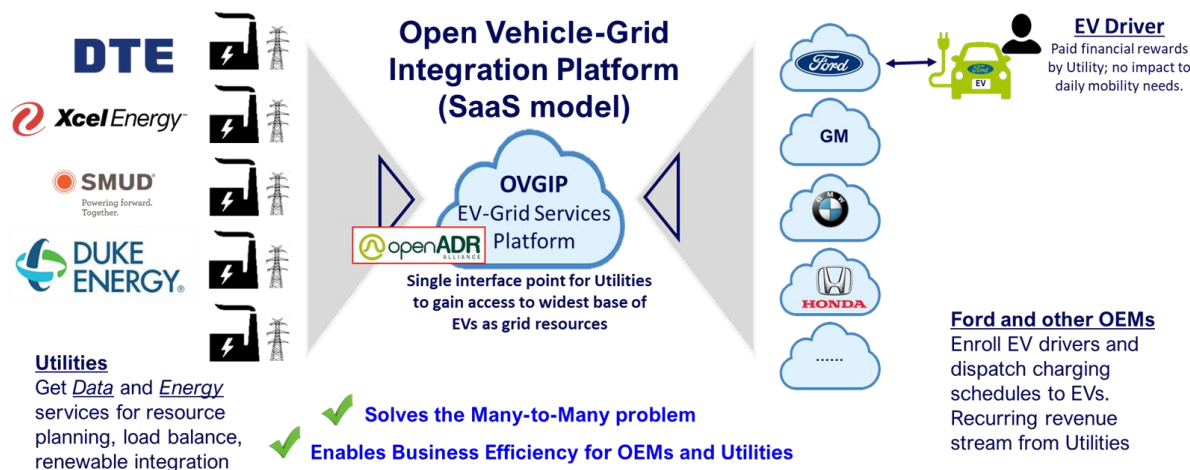 Open Vehicle-Grid
Integration Platform
(SaaS model)
DTE
Xcel Energy™
SMUD®
Powering forward.
Together.
DUKE
ENERGY®
Utilities
Get Data and Energy
services for resource
planning, load balance,
renewable integration
OVGIP
EV-Grid Services
Platform
openADR
ALLIANCE
Single interface point for Utilities
to gain access to widest base of
EVs as grid resources
Solves the Many-to-Many problem
Enables Business Efficiency for OEMs and Utilities
Ford
GM
BMW
HONDA
......
Ford
EV
EV Driver
Paid financial rewards
by Utility; no impact to
daily mobility needs.
Ford and other OEMs
Enroll EV drivers and
dispatch charging
schedules to EVs.
Recurring revenue
stream from Utilities